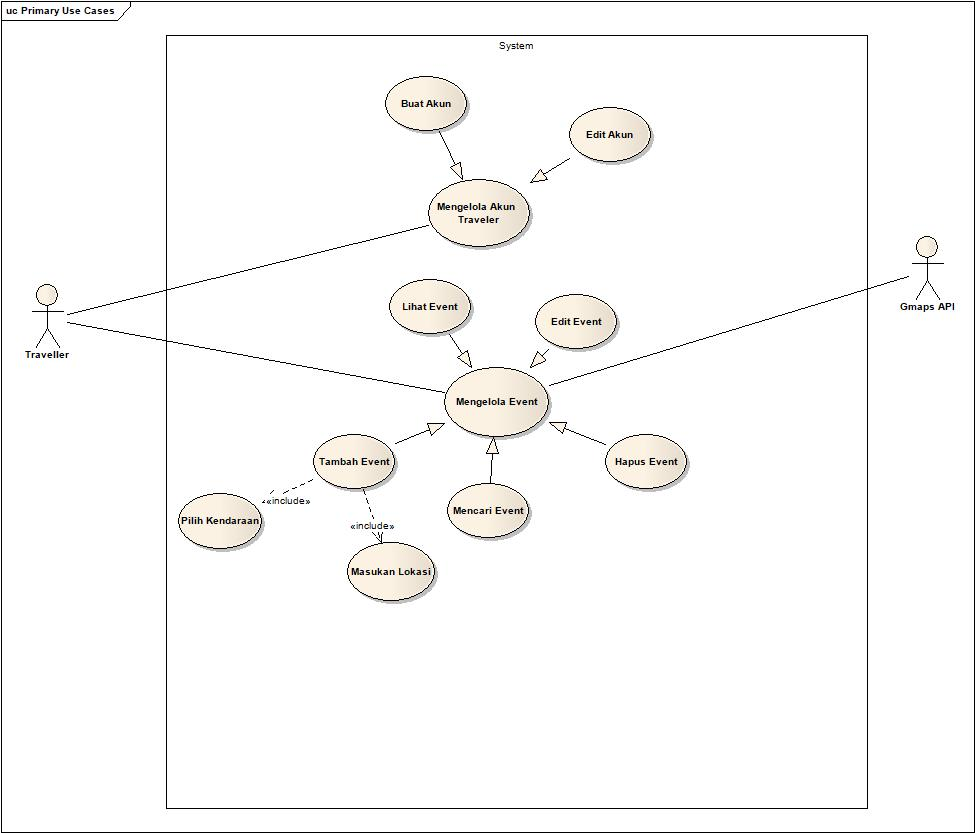 uc Primary Use Cases
System
Buat Akun
Edit Akun
Mengelola Akun
Traveler
Lihat Event
Edit Event
Traveller
Gmaps API
Mengelola Event
Tambah Event
Hapus Event
«include»
Pilih Kendaraan
Mencari Event
«include»
Masukan Lokasi